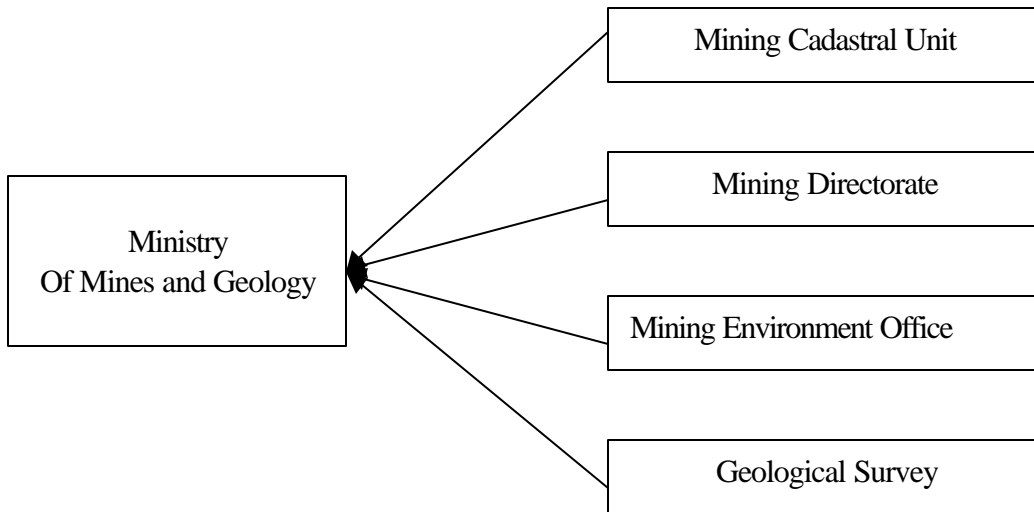 Mining Cadastral Unit
Mining Directorate
Ministry
Of Mines and Geology
Mining Environment Office
Geological Survey